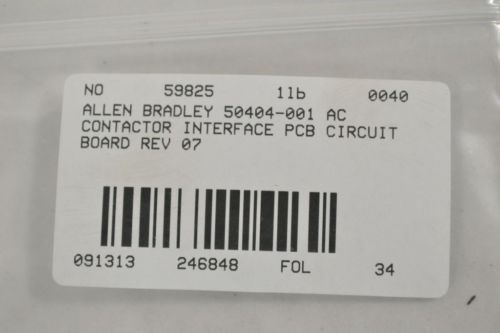 NO 59825 1lb 0040
ALLEN BRADLEY 50404-001 AC
CONTACTOR INTERFACE PCB CIRCUIT
BOARD REV 07
091313 246848 FOL 34